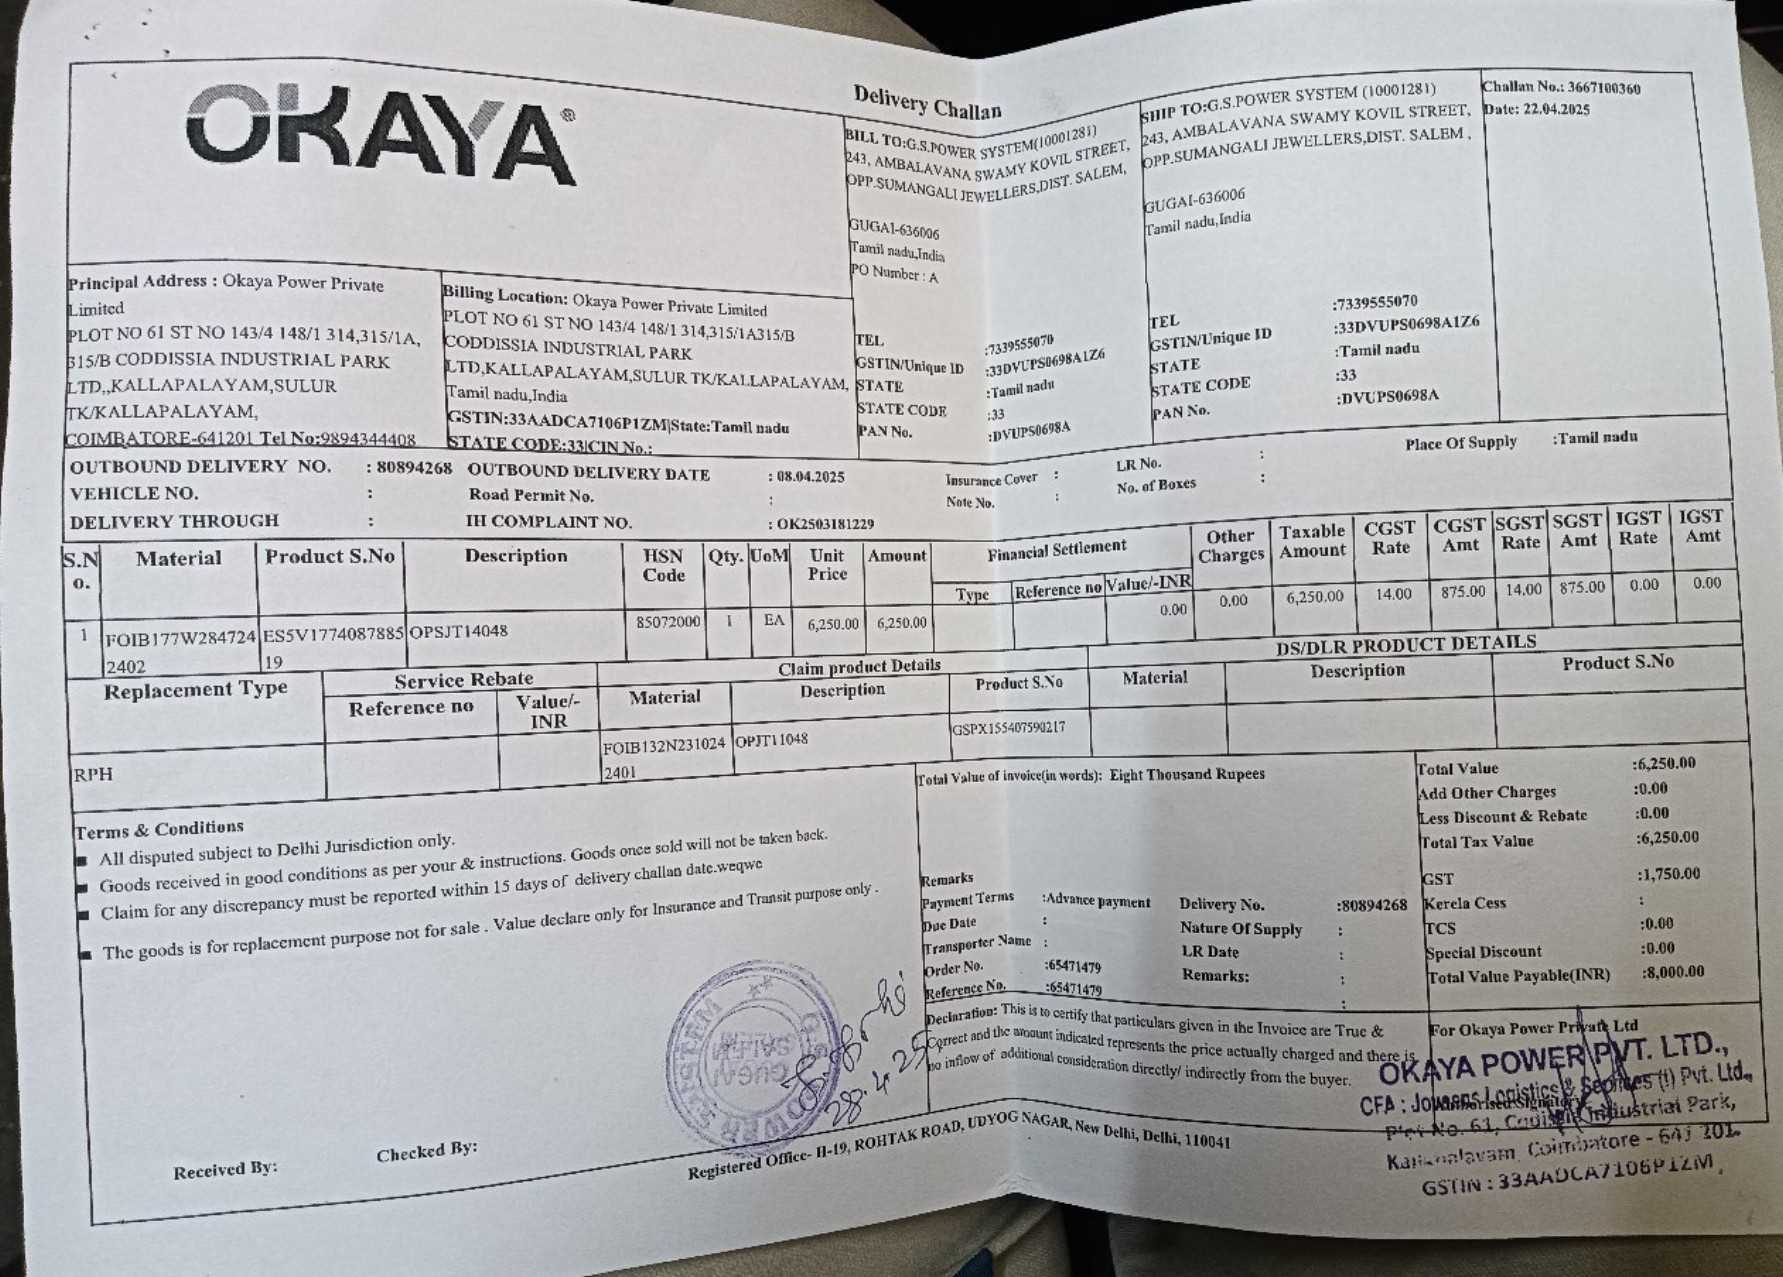 OKAYA®
Delivery Challan
BILL TO:G.S.POWER SYSTEM(10001281)
243, AMBALAVANA SWAMY KOVIL STREET,
OPP.SUMANGALI JEWELLERS,DIST. SALEM,
GUGAI-636006
Tamil nadu,India
PO Number : A
TEL :7339555070
GSTIN/Unique ID :33DVUPS0698A1Z6
STATE :Tamil nadu
STATE CODE :33
PAN No. :DVUPS0698A
SHIP TO:G.S.POWER SYSTEM (10001281)
243, AMBALAVANA SWAMY KOVIL STREET,
OPP.SUMANGALI JEWELLERS,DIST. SALEM ,
GUGAI-636006
Tamil nadu,India
TEL :7339555070
GSTIN/Unique ID :33DVUPS0698A1Z6
STATE :Tamil nadu
STATE CODE :33
PAN No. :DVUPS0698A
Challan No.: 3667100360
Date: 22.04.2025
Principal Address : Okaya Power Private
Limited
PLOT NO 61 ST NO 143/4 148/1 314,315/1A,
315/B CODDISSIA INDUSTRIAL PARK
LTD,,KALLAPALAYAM,SULUR
TK/KALLAPALAYAM,
COIMBATORE-641201 Tel No:9894344408
Billing Location: Okaya Power Private Limited
PLOT NO 61 ST NO 143/4 148/1 314,315/1A315/B
CODDISSIA INDUSTRIAL PARK
LTD,KALLAPALAYAM,SULUR TK/KALLAPALAYAM,
Tamil nadu,India
GSTIN:33AADCA7106P1ZM|State:Tamil nadu
STATE CODE:33|CIN No.:
OUTBOUND DELIVERY NO. : 80894268 OUTBOUND DELIVERY DATE : 08.04.2025 Insurance Cover : LR No. : Place Of Supply :Tamil nadu
VEHICLE NO. : Road Permit No. : Note No. : No. of Boxes :
DELIVERY THROUGH : IH COMPLAINT NO. : OK2503181229
S.N Material Product S.No Description HSN Qty. UoM Unit Amount Financial Settlement Other Taxable CGST CGST SGST SGST IGST IGST
o. Code Price Charges Amount Rate Amt Rate Amt Rate Amt
Type Reference no Value/-INR
1 FOIB177W284724 ES5V1774087885 OPSJT14048 85072000 1 EA 6,250.00 6,250.00 0.00 0.00 6,250.00 14.00 875.00 14.00 875.00 0.00 0.00
2402 19
Replacement Type Service Rebate Claim product Details DS/DLR PRODUCT DETAILS
Reference no Value/- Material Description Product S.No Material Description Product S.No
INR
RPH FOIB132N231024 OPJT11048 GSPX155407590217
2401
Terms & Conditions
All disputed subject to Delhi Jurisdiction only.
Goods received in good conditions as per your & instructions. Goods once sold will not be taken back.
Claim for any discrepancy must be reported within 15 days of delivery challan date.weqwe
The goods is for replacement purpose not for sale . Value declare only for Insurance and Transit purpose only .
Total Value of invoice(in words): Eight Thousand Rupees
Remarks
Payment Terms :Advance payment Delivery No. :80894268
Due Date : Nature Of Supply :
Transporter Name : LR Date :
Order No. :65471479 Remarks: :
Reference No. :65471479 :
Total Value :6,250.00
Add Other Charges :0.00
Less Discount & Rebate :0.00
Total Tax Value :6,250.00
GST :1,750.00
Kerela Cess :
TCS :0.00
Special Discount :0.00
Total Value Payable(INR) :8,000.00
Declaration: This is to certify that particulars given in the Invoice are True &
Correct and the amount indicated represents the price actually charged and there is
no inflow of additional consideration directly/ indirectly from the buyer.
For Okaya Power Private Ltd
OKAYA POWER PVT. LTD.,
CFA : Logistics & (I) Pvt. Ltd.,
Authorised Signatory
Plot No. 61, Industrial Park,
Coimbatore - 641 201.
GSTIN : 33AADCA7106P1ZM
G.S. POWER SYSTEM
GUGAI
SALEM
28.4.25
Received By:
Checked By:
Registered Office- H-19, ROHTAK ROAD, UDYOG NAGAR, New Delhi, Delhi, 110041